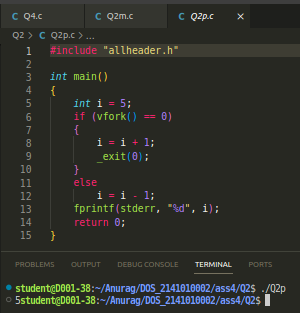 Q4.c Q2m.c Q2p.c ×
Q2 > Q2p.c > ...
1 #include "allheader.h"
2
3 int main()
4 {
5 int i = 5;
6 if (vfork() == 0)
7 {
8 i = i + 1;
9 _exit(0);
10 }
11 else
12 i = i - 1;
13 fprintf(stderr, "%d", i);
14 return 0;
15 }
PROBLEMS OUTPUT DEBUG CONSOLE TERMINAL PORTS
student@D001-38:~/Anurag/DOS_2141010002/ass4/Q2$ ./Q2p
5student@D001-38:~/Anurag/DOS_2141010002/ass4/Q2$